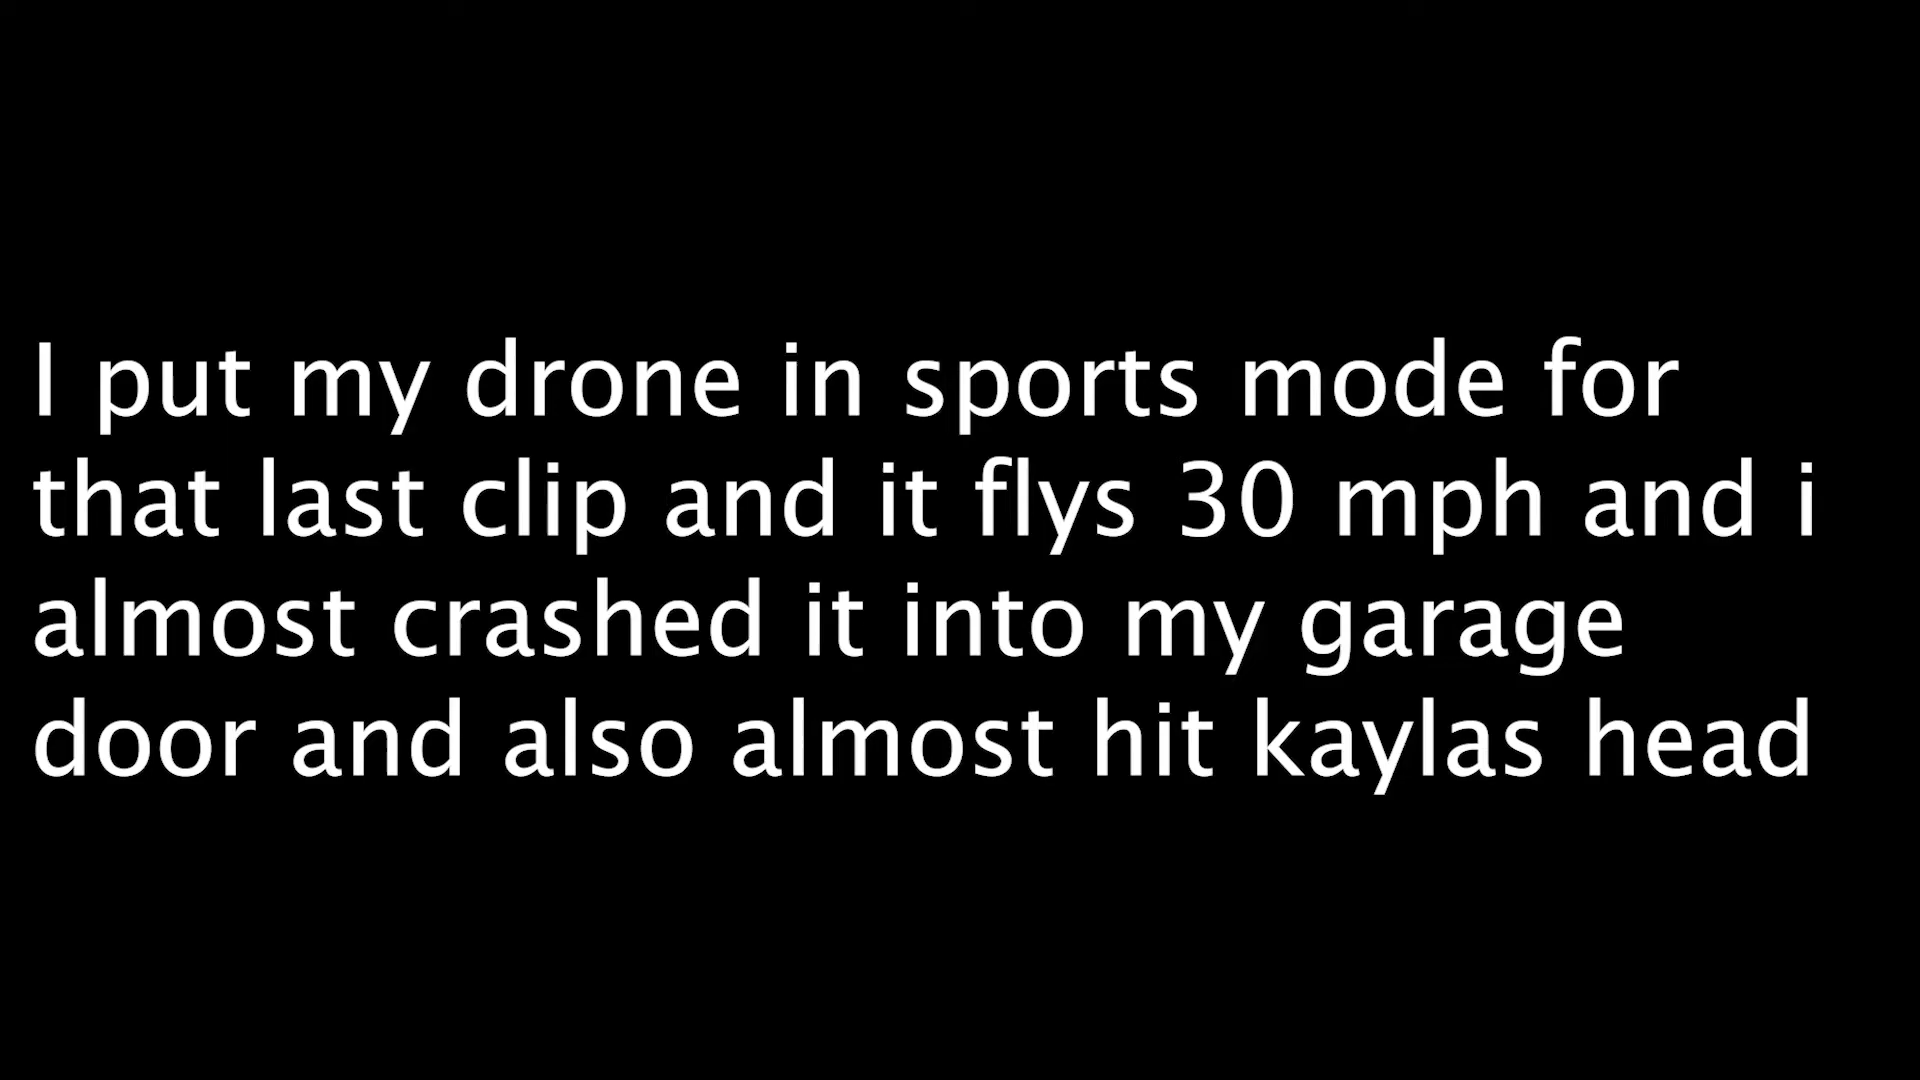 I put my drone in sports mode for
that last clip and it flys 30 mph and i
almost crashed it into my garage
door and also almost hit kaylas head